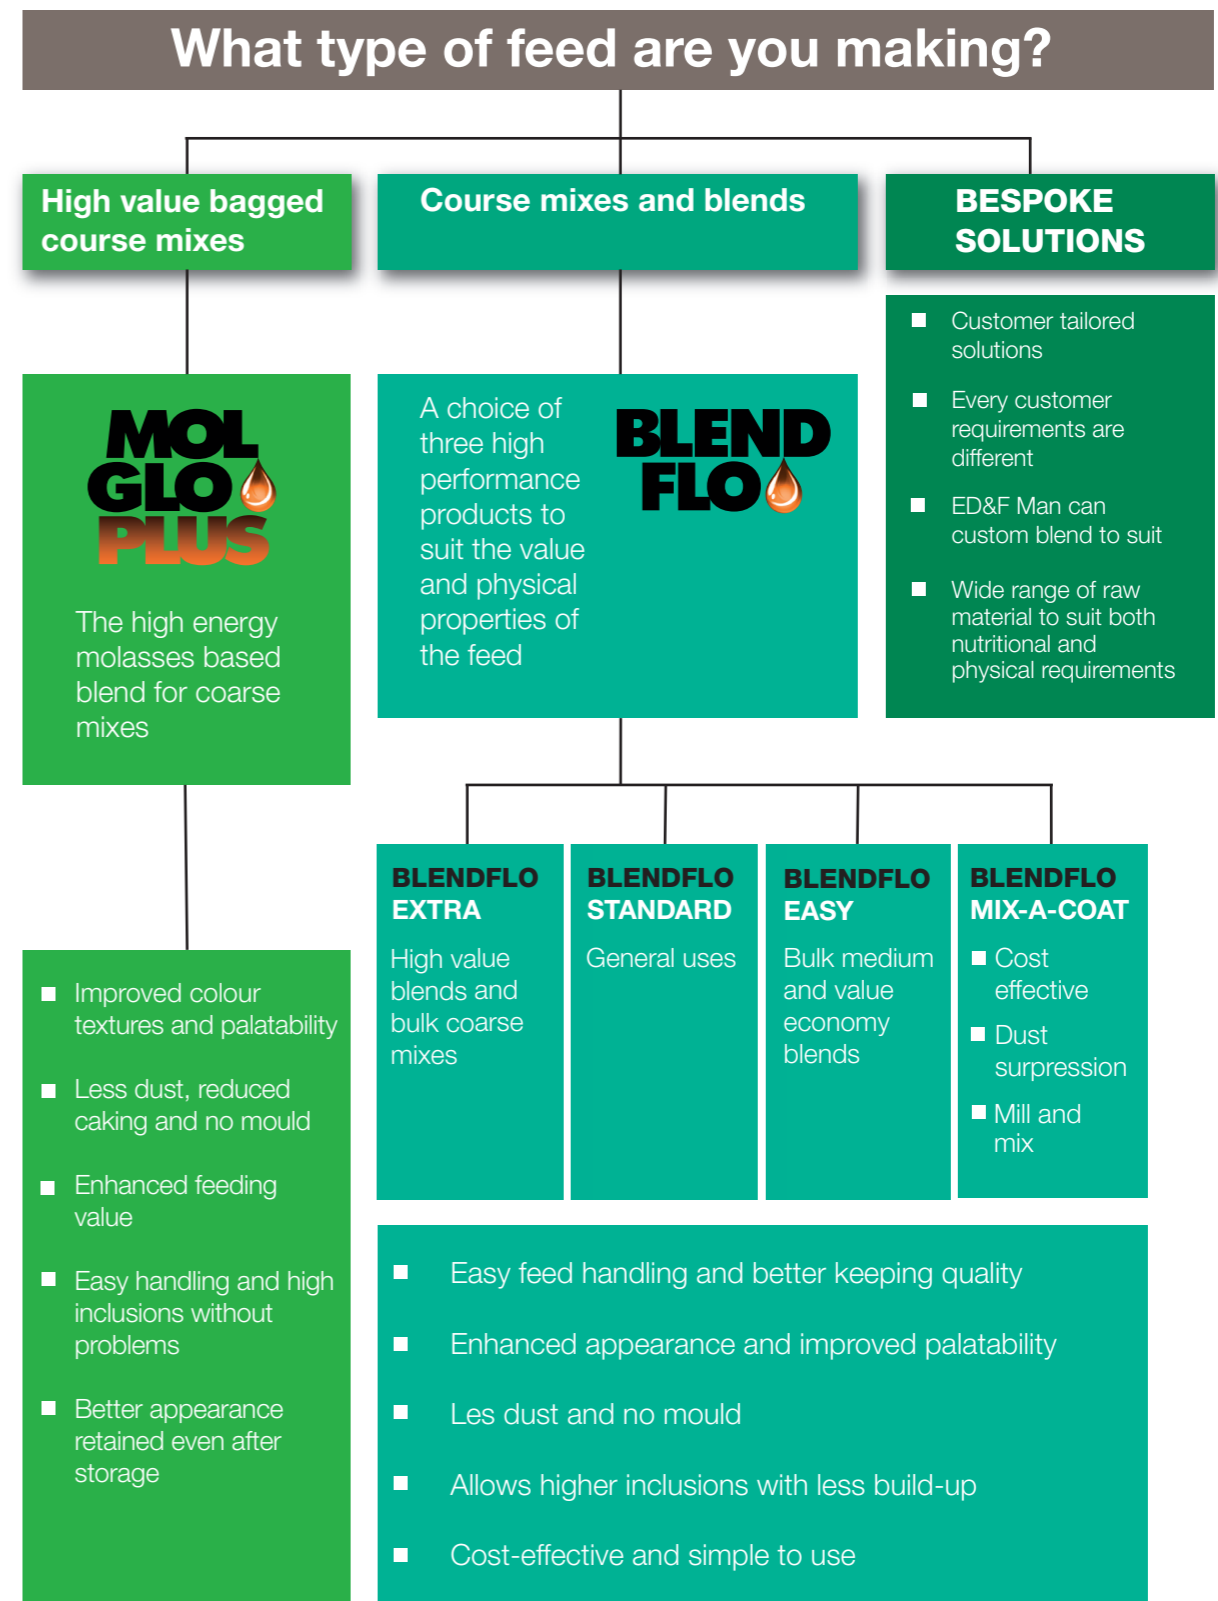 What type of feed are you making?
High value bagged
course mixes
Course mixes and blends
BESPOKE
SOLUTIONS
Customer tailored
solutions
Every customer
requirements are
different
ED&F Man can
custom blend to suit
Wide range of raw
material to suit both
nutritional and
physical requirements
MOL
GLO
PLUS
The high energy
molasses based
blend for coarse
mixes
A choice of
three high
performance
products to
suit the value
and physical
properties of
the feed
BLEND
FLO
BLENDFLO
EXTRA
High value
blends and
bulk coarse
mixes
BLENDFLO
STANDARD
General uses
BLENDFLO
EASY
Bulk medium
and value
economy
blends
BLENDFLO
MIX-A-COAT
Cost
effective
Dust
surpression
Mill and
mix
Improved colour
textures and palatability
Less dust, reduced
caking and no mould
Enhanced feeding
value
Easy handling and high
inclusions without
problems
Better appearance
retained even after
storage
Easy feed handling and better keeping quality
Enhanced appearance and improved palatability
Les dust and no mould
Allows higher inclusions with less build-up
Cost-effective and simple to use